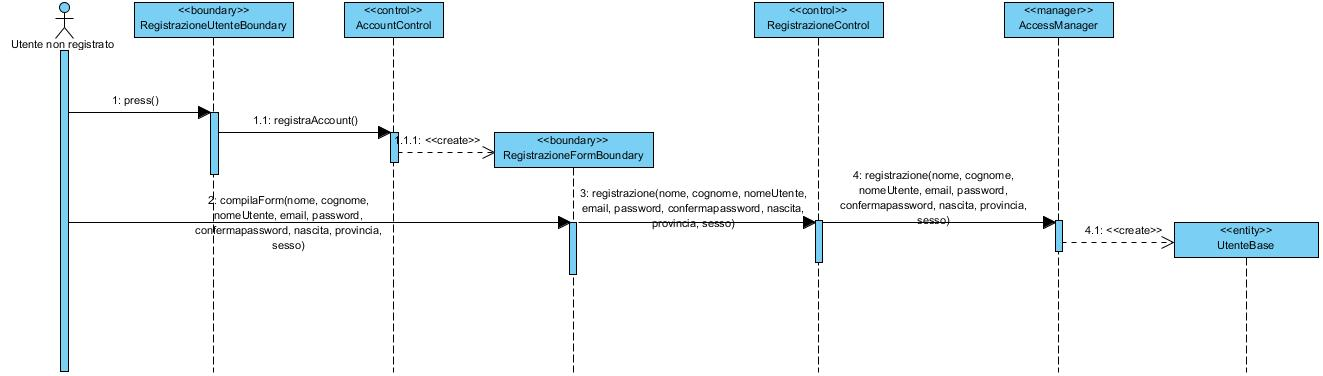 <<boundary>>
RegistrazioneUtenteBoundary
<<control>>
AccountControl
<<control>>
RegistrazioneControl
<<manager>>
AccessManager
Utente non registrato
1: press()
1.1: registraAccount()
1.1.1: <<create>>
<<boundary>>
RegistrazioneFormBoundary
2: compilaForm(nome, cognome,
nomeUtente, email, password,
confermapassword, nascita, provincia,
sesso)
3: registrazione(nome, cognome, nomeUtente,
email, password, confermapassword, nascita,
provincia, sesso)
4: registrazione(nome, cognome,
nomeUtente, email, password,
confermapassword, nascita, provincia,
sesso)
4.1: <<create>>
<<entity>>
UtenteBase